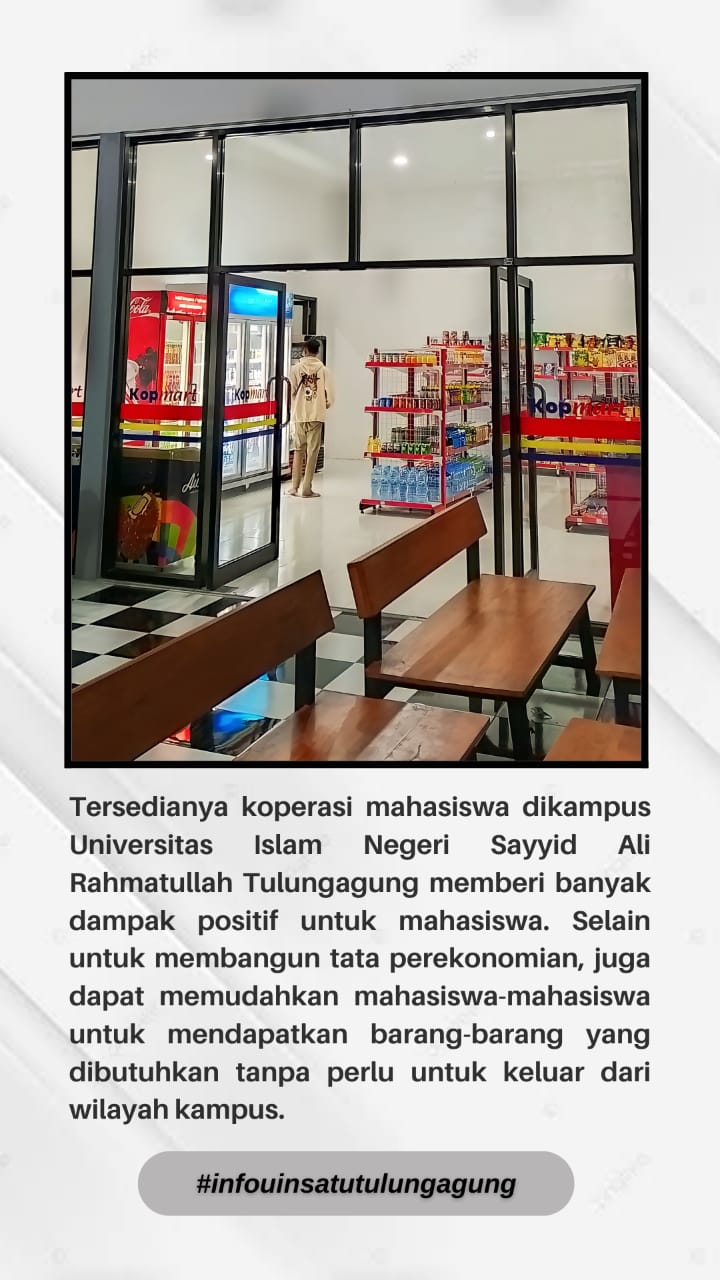 Cola
Kopmart
Kopmart
Kopmart
rt
Tersedianya koperasi mahasiswa dikampus
Universitas Islam Negeri Sayyid Ali
Rahmatullah Tulungagung memberi banyak
dampak positif untuk mahasiswa. Selain
untuk membangun tata perekonomian, juga
dapat memudahkan mahasiswa-mahasiswa
untuk mendapatkan barang-barang yang
dibutuhkan tanpa perlu untuk keluar dari
wilayah kampus.
#infouinsatutulungagung